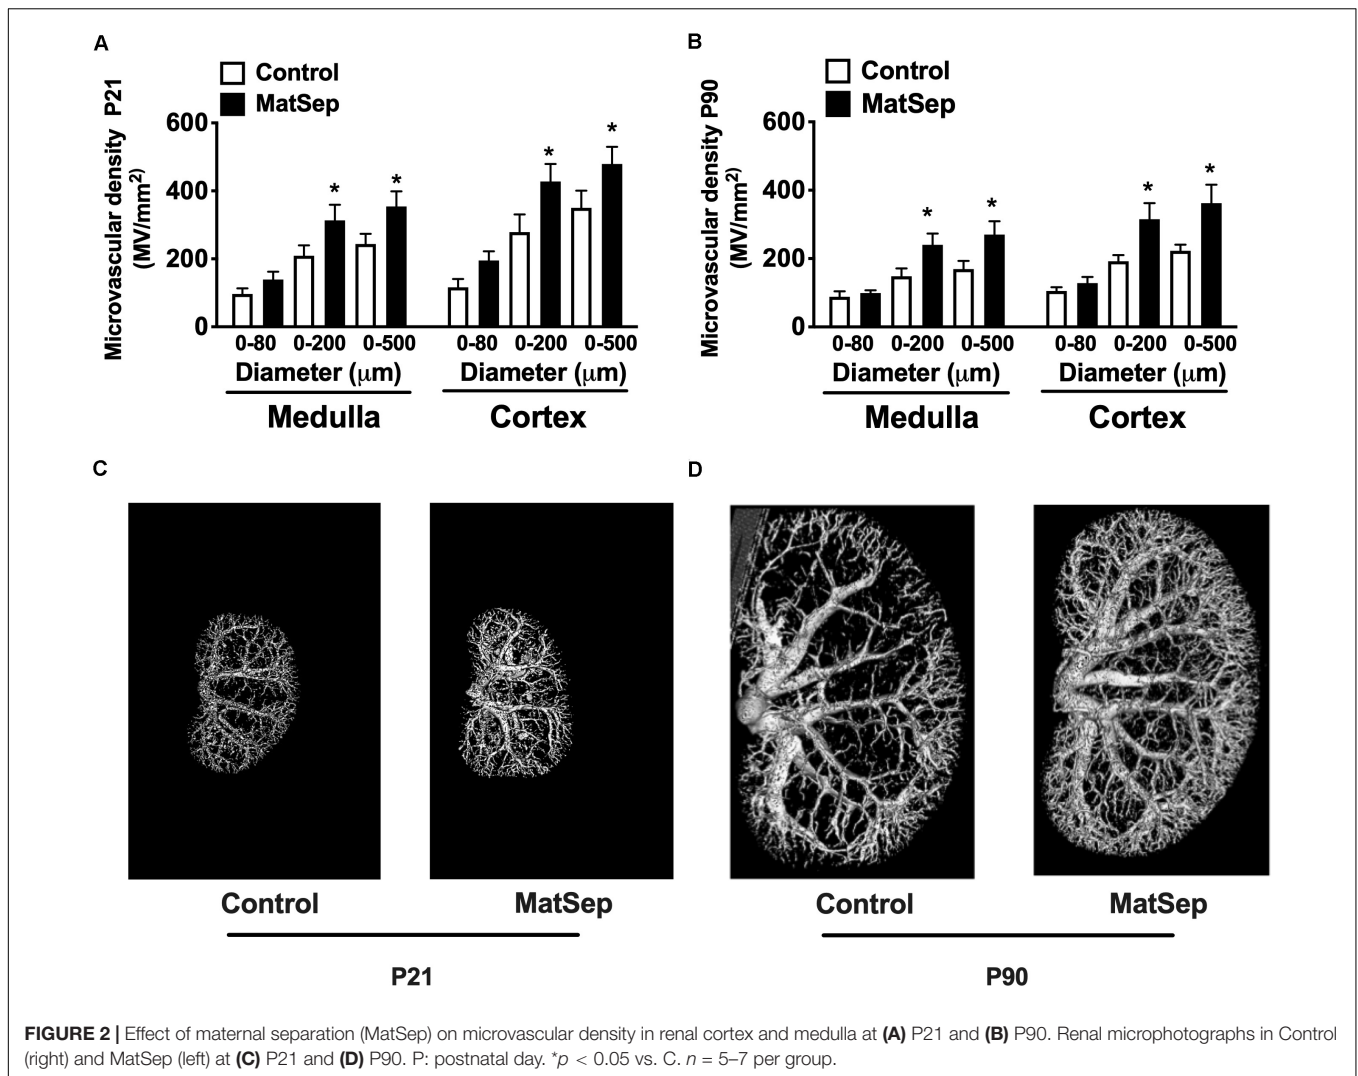 A
Control
MatSep
Microvascular density P21
(MV/mm²)
600
400
200
0
*
*
*
*
0-80 0-200 0-500
0-80 0-200 0-500
Diameter (μm)
Diameter (μm)
Medulla
Cortex
B
Control
MatSep
Microvascular density P90
(MV/mm²)
600
400
200
0
*
*
*
*
0-80 0-200 0-500
0-80 0-200 0-500
Diameter (μm)
Diameter (μm)
Medulla
Cortex
C
Control
MatSep
P21
D
Control
MatSep
P90
FIGURE 2 | Effect of maternal separation (MatSep) on microvascular density in renal cortex and medulla at (A) P21 and (B) P90. Renal microphotographs in Control
(right) and MatSep (left) at (C) P21 and (D) P90. P: postnatal day. *p < 0.05 vs. C. n = 5–7 per group.